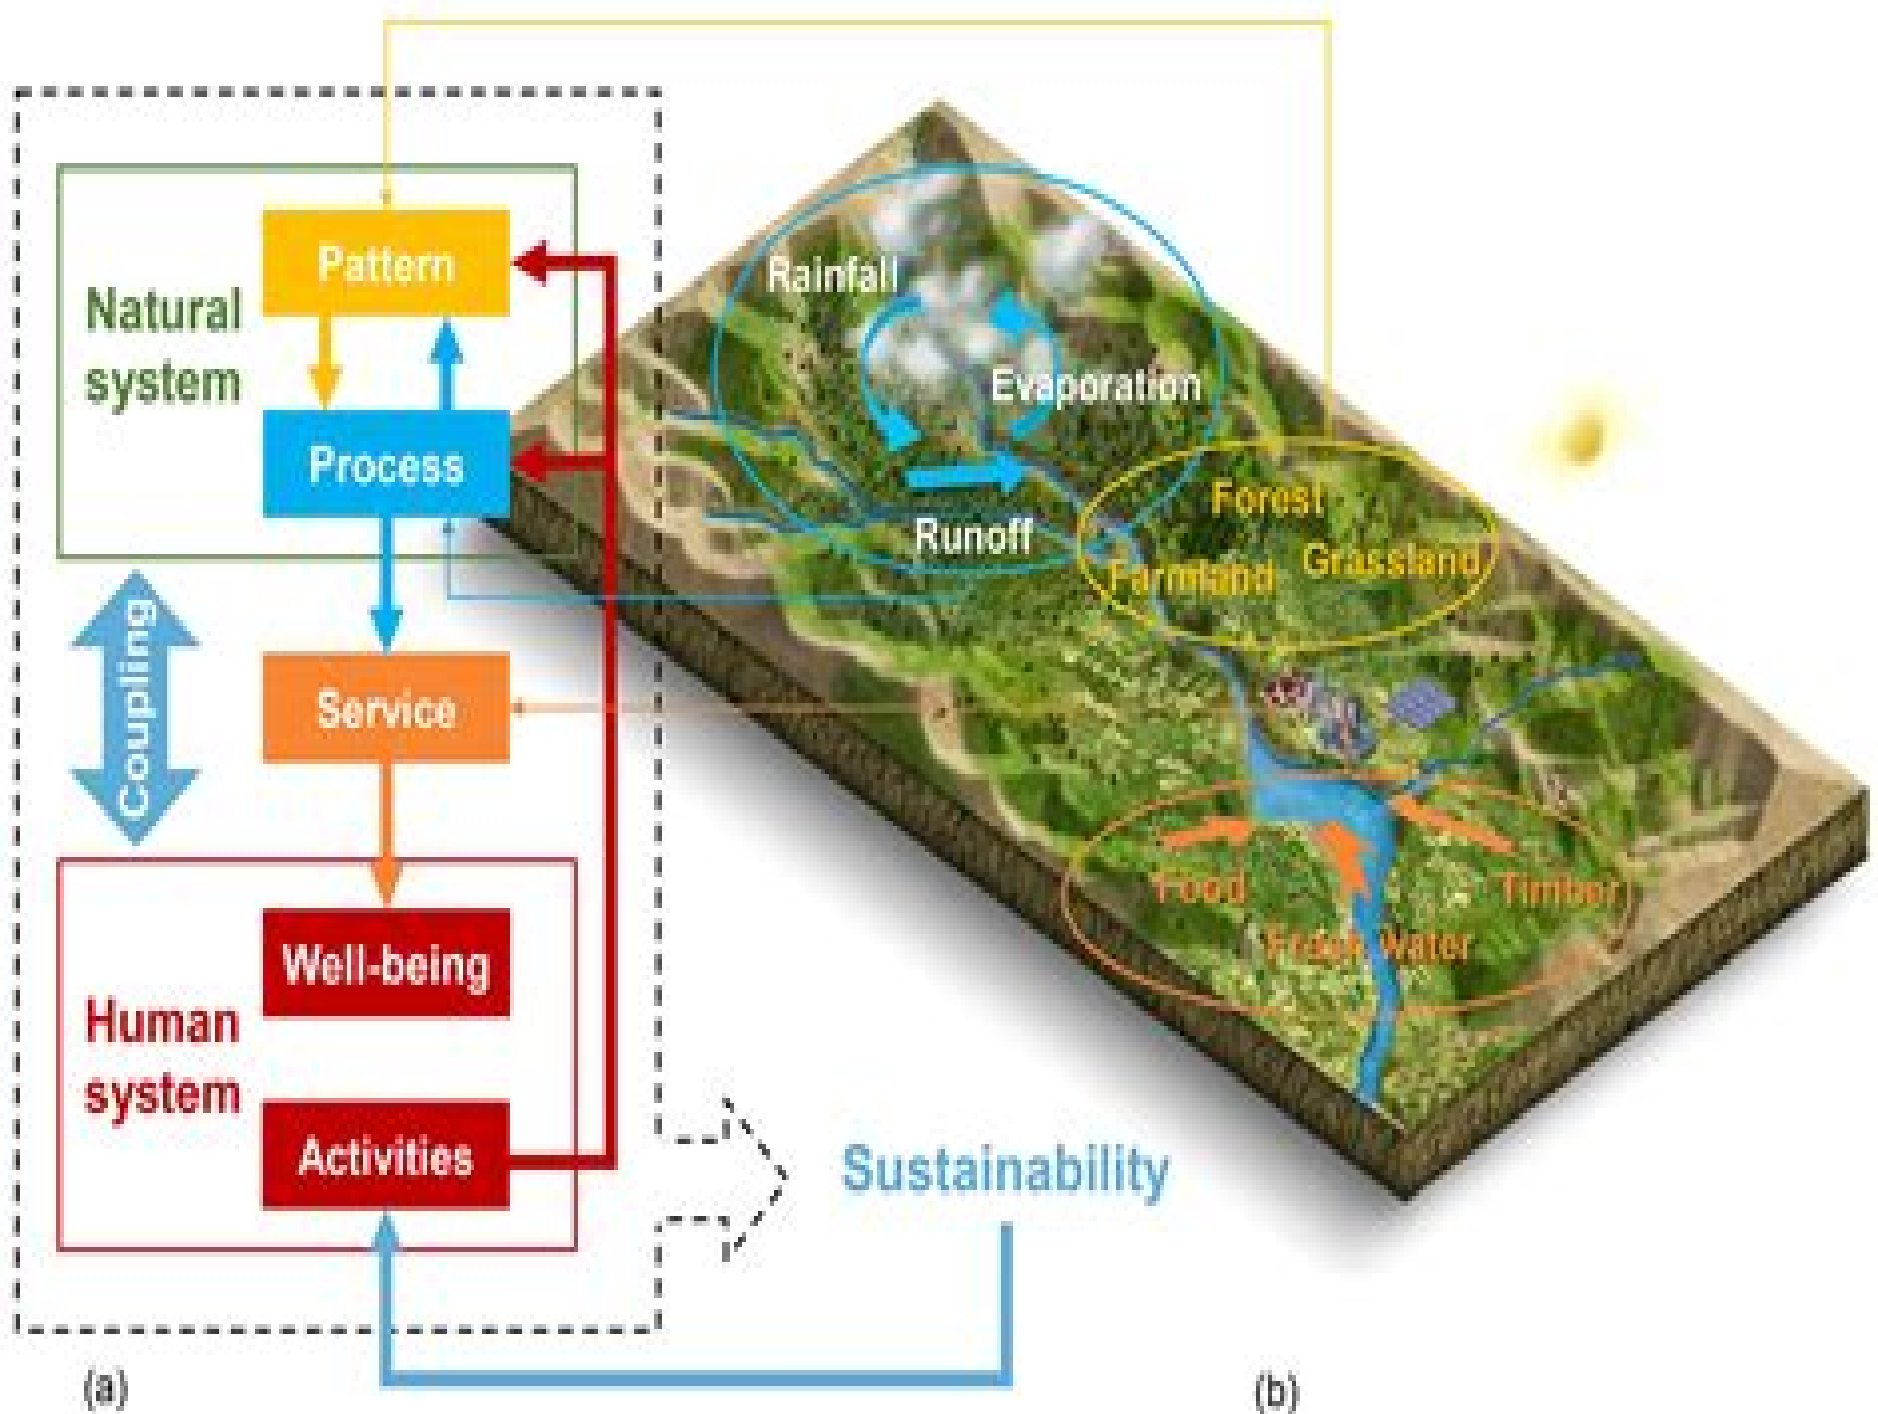 Pattern
Natural
system
Process
Coupling
Service
Well-being
Human
system
Activities
Rainfall
Evaporation
Runoff
Forest
Grassland
Farmland
Food
Timber
Fresh water
Sustainability
(a)
(b)